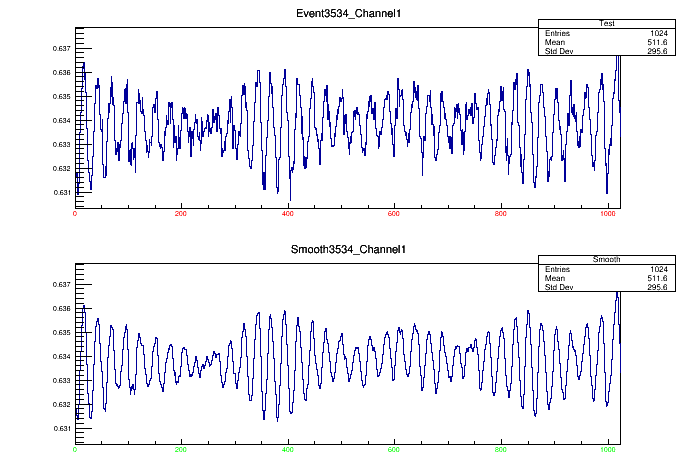 Event3534_Channel1
Test
Entries 1024
Mean 511.6
Std Dev 295.6
0.637
0.636
0.635
0.634
0.633
0.632
0.631
0 200 400 600 800 1000
Smooth3534_Channel1
Smooth
Entries 1024
Mean 511.6
Std Dev 295.6
0.637
0.636
0.635
0.634
0.633
0.632
0.631
0 200 400 600 800 1000